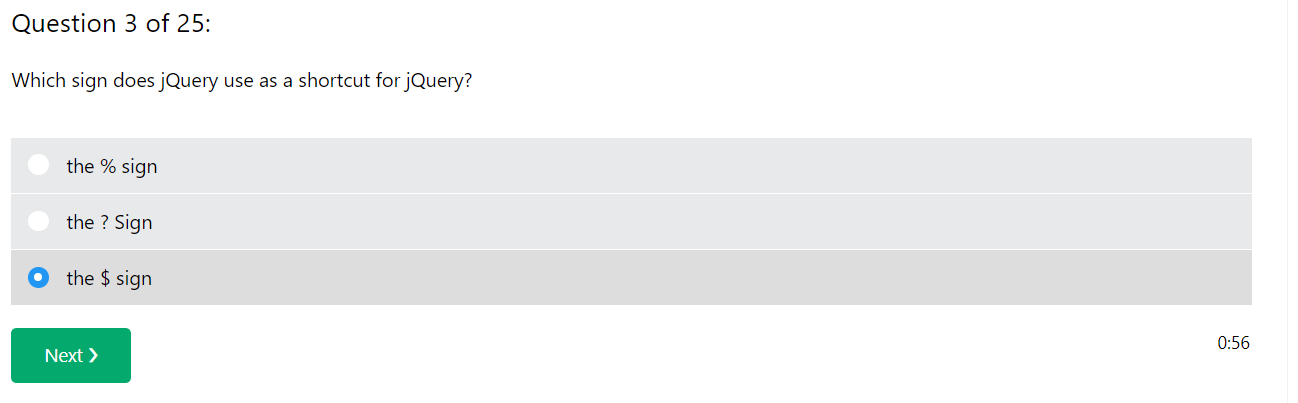 Question 3 of 25:
Which sign does jQuery use as a shortcut for jQuery?
the % sign
the ? Sign
the $ sign
Next ❯
0:56